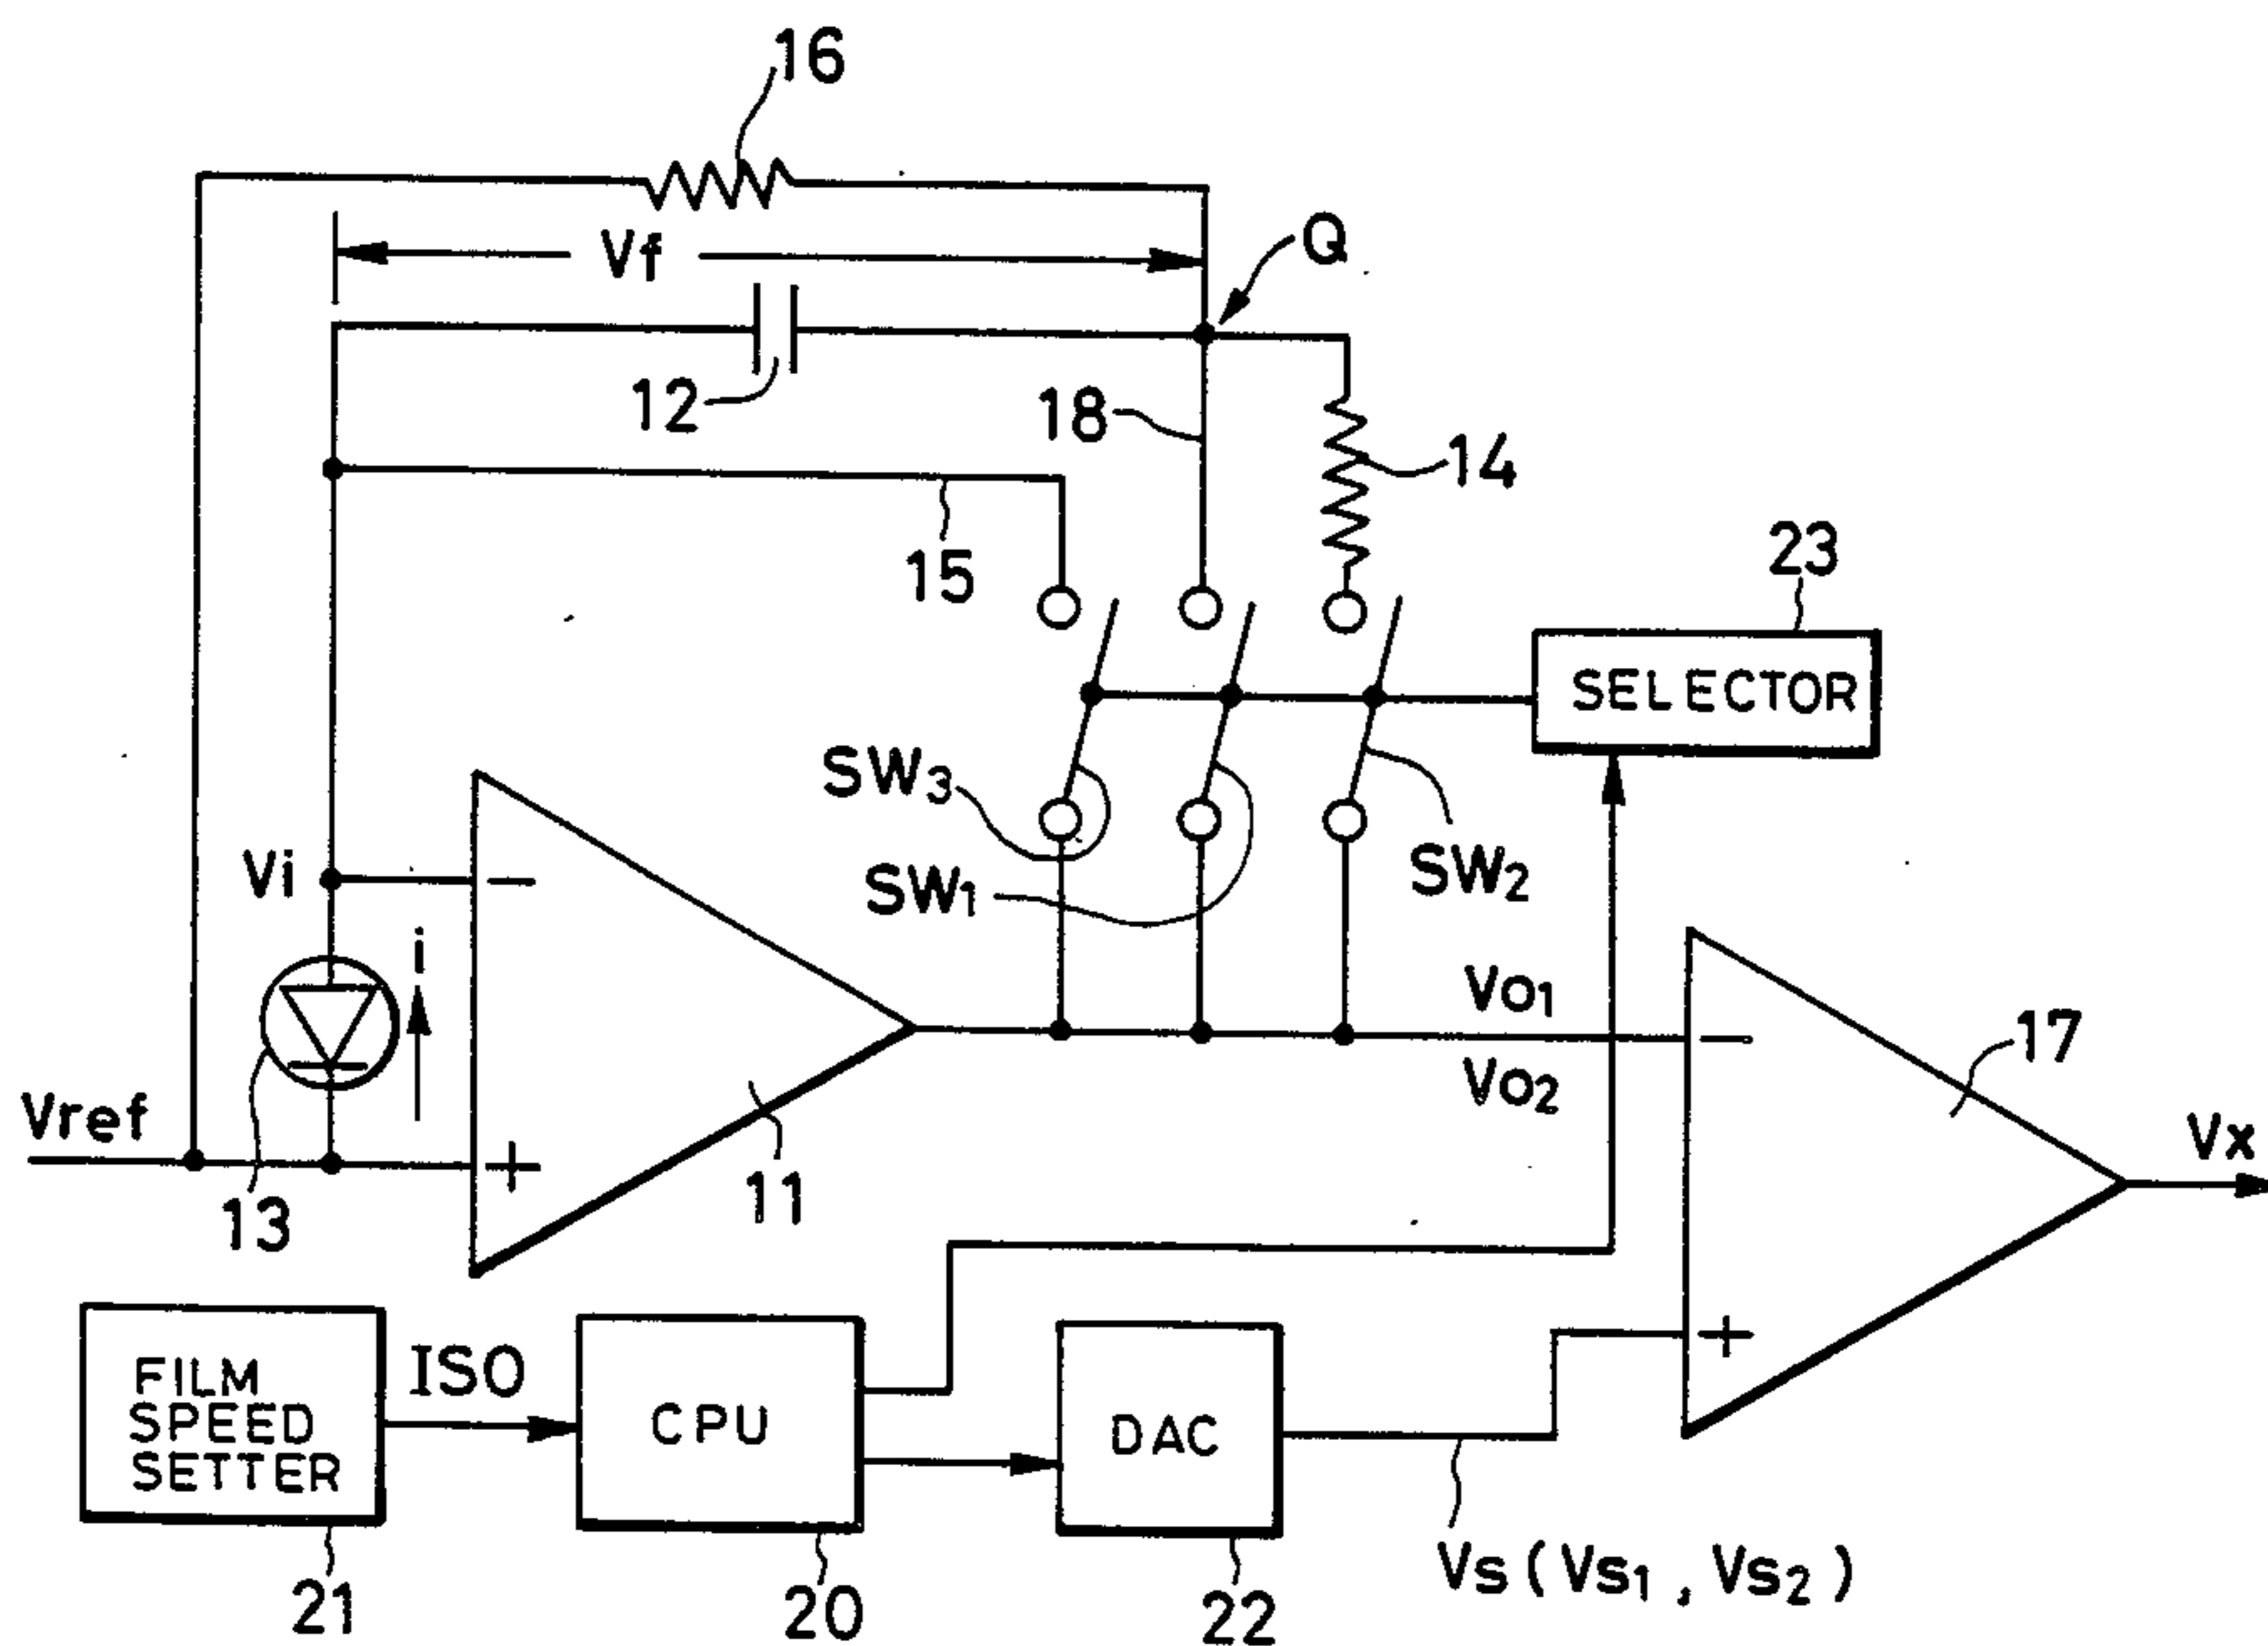 16
Vf
Q
12
18
14
15
23
SELECTOR
SW3
SW1
SW2
Vi
−
i
Vo1
Vo2
−
17
Vref
+
13
11
Vx
FILM
SPEED
SETTER
ISO
CPU
DAC
+
21
20
22
Vs (Vs1, Vs2)